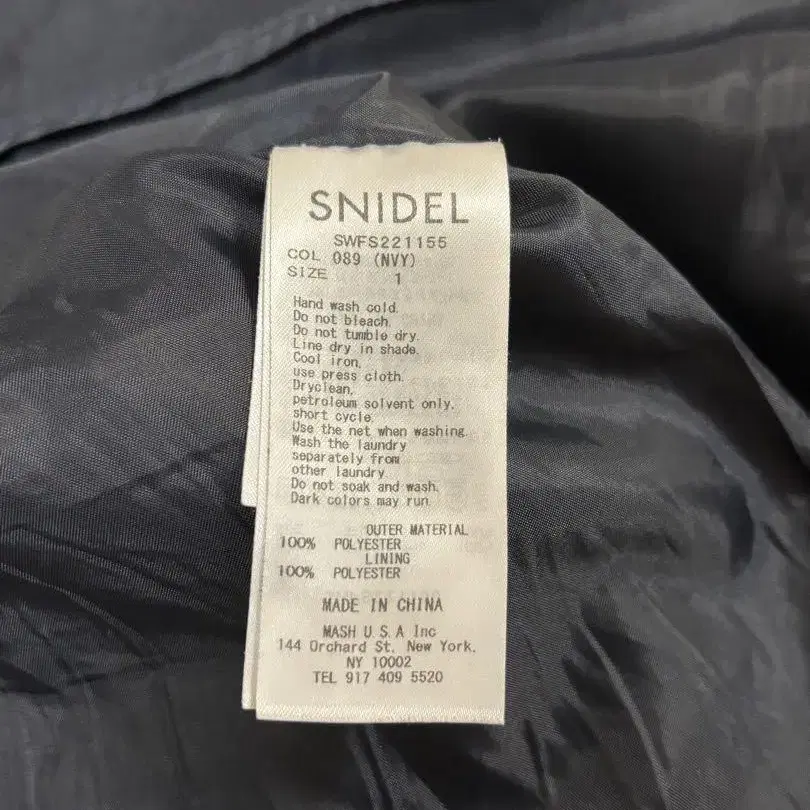 SNIDEL
SWFS221155
COL 089 (NVY)
SIZE 1
Hand wash cold.
Do not bleach.
Do not tumble dry.
Line dry in shade.
Cool iron,
use press cloth.
Dryclean,
petroleum solvent only.
short cycle.
Use the net when washing.
Wash the laundry
separately from
other laundry.
Do not soak and wash.
Dark colors may run.
OUTER MATERIAL
100% POLYESTER
LINING
100% POLYESTER
MADE IN CHINA
MASH U.S.A Inc
144 Orchard St. New York.
NY 10002
TEL 917 409 5520